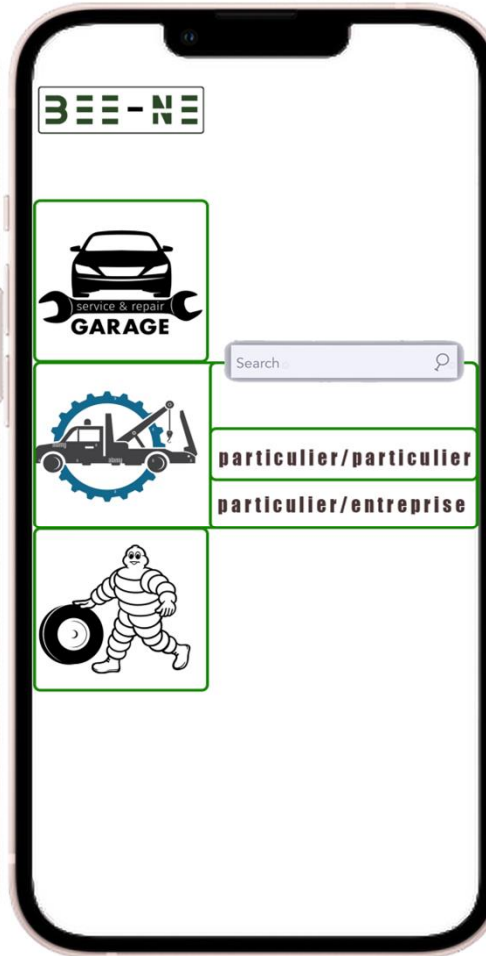 BEE-NE
service & repair
GARAGE
Search
particulier/particulier
particulier/entreprise